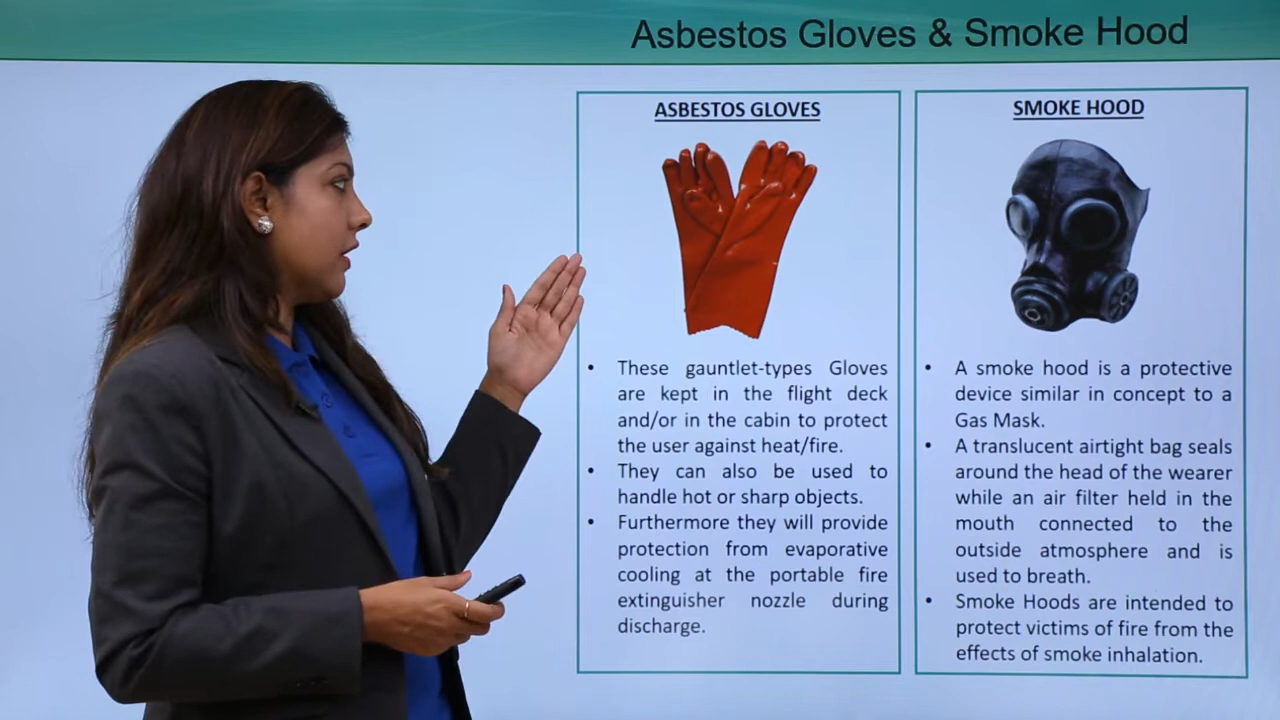 Asbestos Gloves & Smoke Hood
ASBESTOS GLOVES
• These gauntlet-types Gloves
are kept in the flight deck
and/or in the cabin to protect
the user against heat/fire.
• They can also be used to
handle hot or sharp objects.
• Furthermore they will provide
protection from evaporative
cooling at the portable fire
extinguisher nozzle during
discharge.
SMOKE HOOD
• A smoke hood is a protective
device similar in concept to a
Gas Mask.
• A translucent airtight bag seals
around the head of the wearer
while an air filter held in the
mouth connected to the
outside atmosphere and is
used to breath.
• Smoke Hoods are intended to
protect victims of fire from the
effects of smoke inhalation.